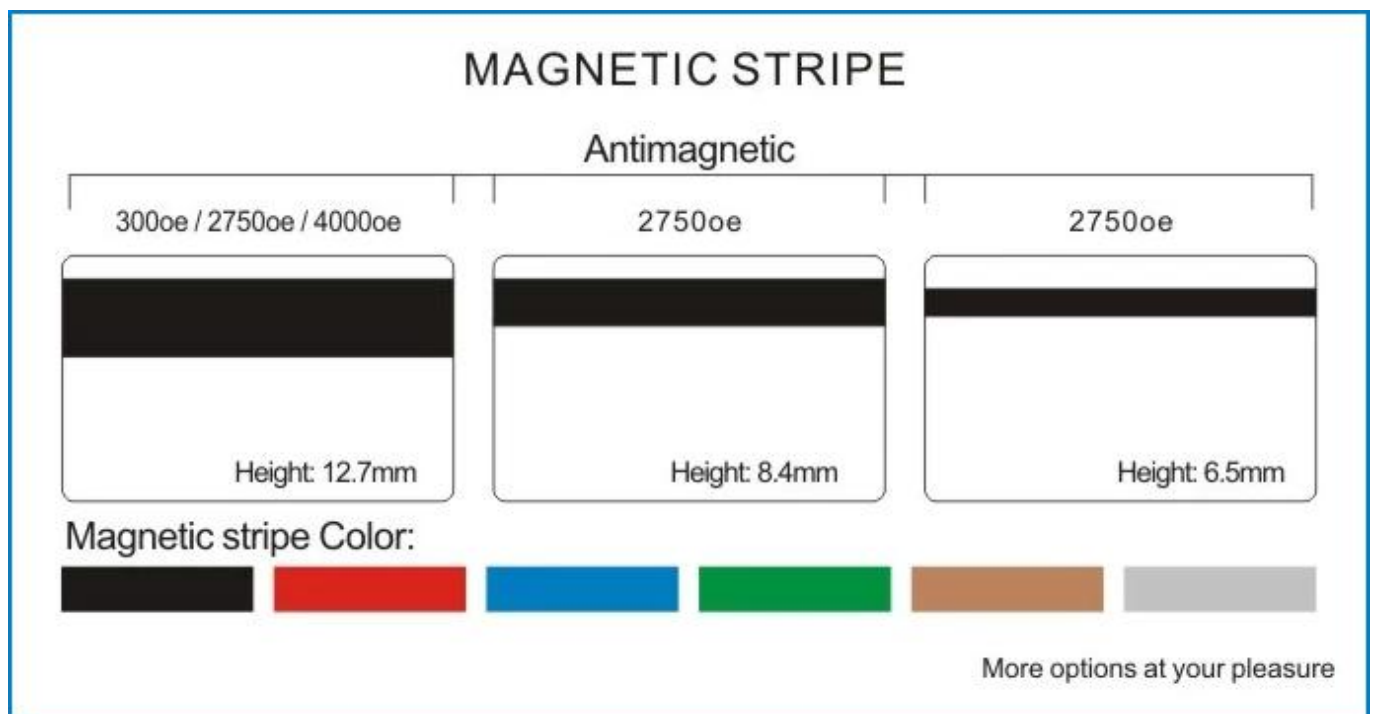 MAGNETIC STRIPE
Antimagnetic
300oe / 2750oe / 4000oe
2750oe
2750oe
Height: 12.7mm
Height: 8.4mm
Height: 6.5mm
Magnetic stripe Color:
More options at your pleasure